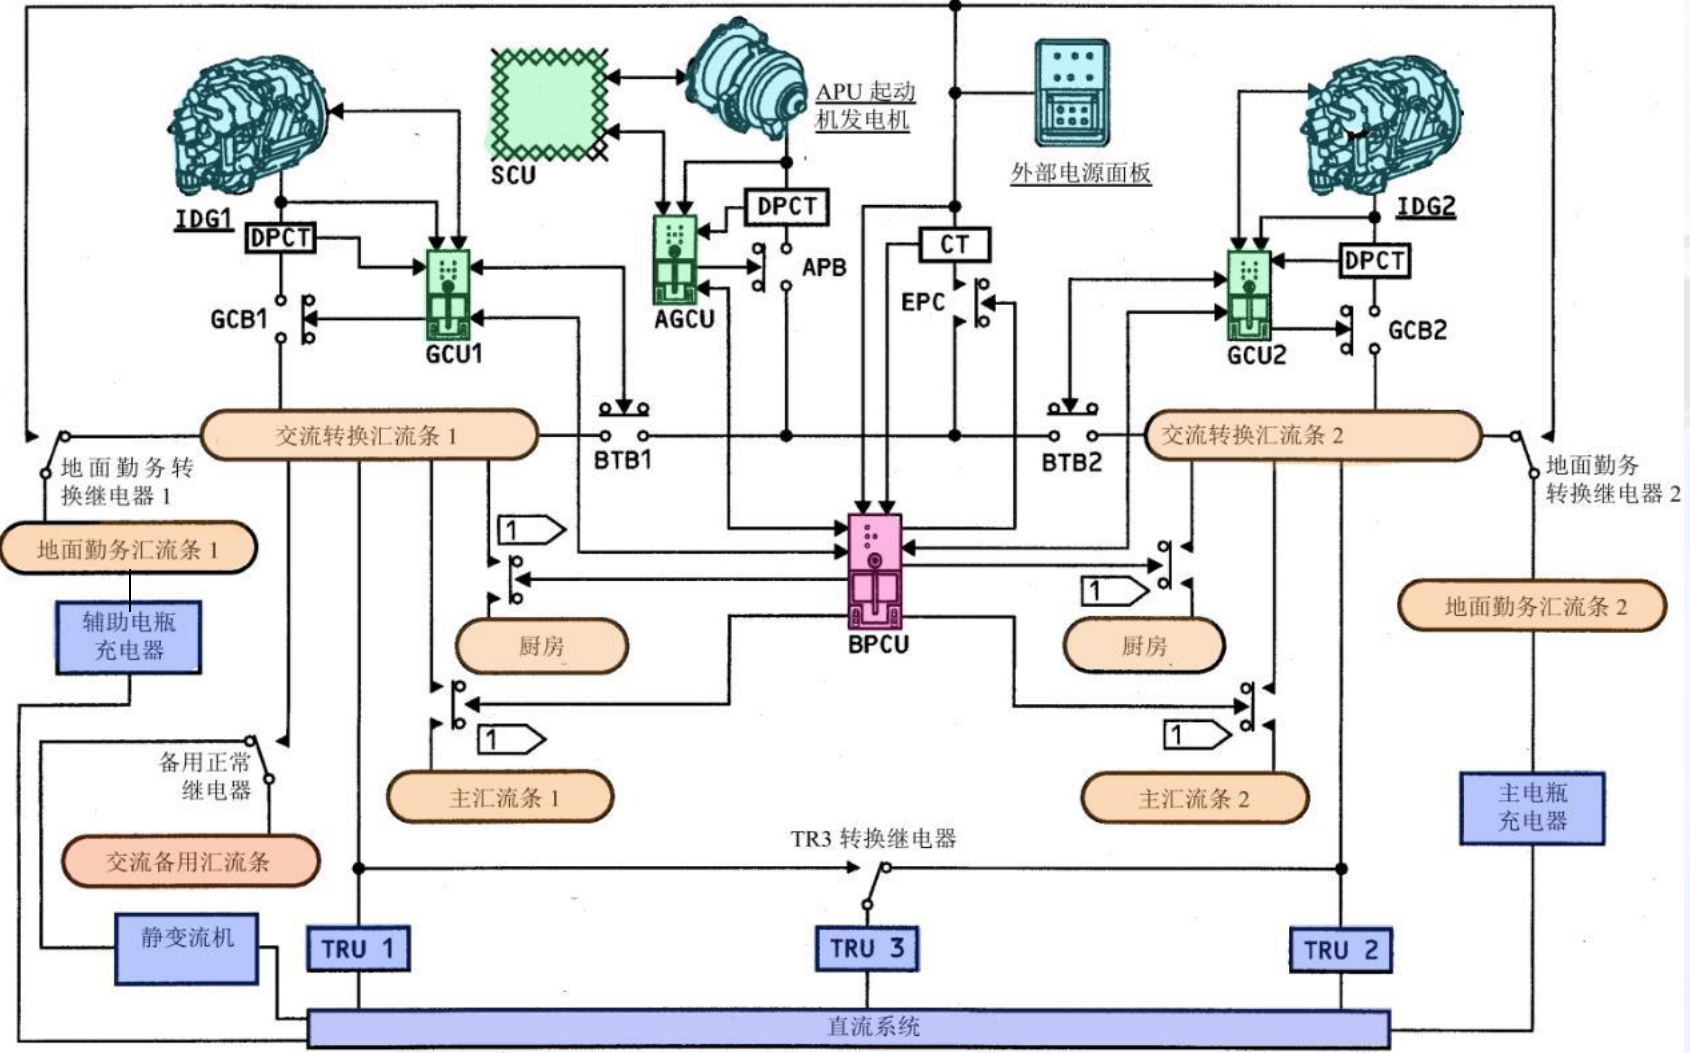 APU 起动
机发电机
SCU
外部电源面板
IDG1
DPCT
DPCT
IDG2
CT
DPCT
APB
EPC
AGCU
GCB1
GCU1
GCU2
GCB2
交流转换汇流条 1
交流转换汇流条 2
BTB1
BTB2
地面勤务转
换继电器 1
地面勤务
转换继电器 2
地面勤务汇流条 1
1
1
地面勤务汇流条 2
辅助电瓶
充电器
厨房
BPCU
厨房
1
1
备用正常
继电器
主汇流条 1
主汇流条 2
主电瓶
充电器
TR3 转换继电器
交流备用汇流条
静变流机
TRU 1
TRU 3
TRU 2
直流系统